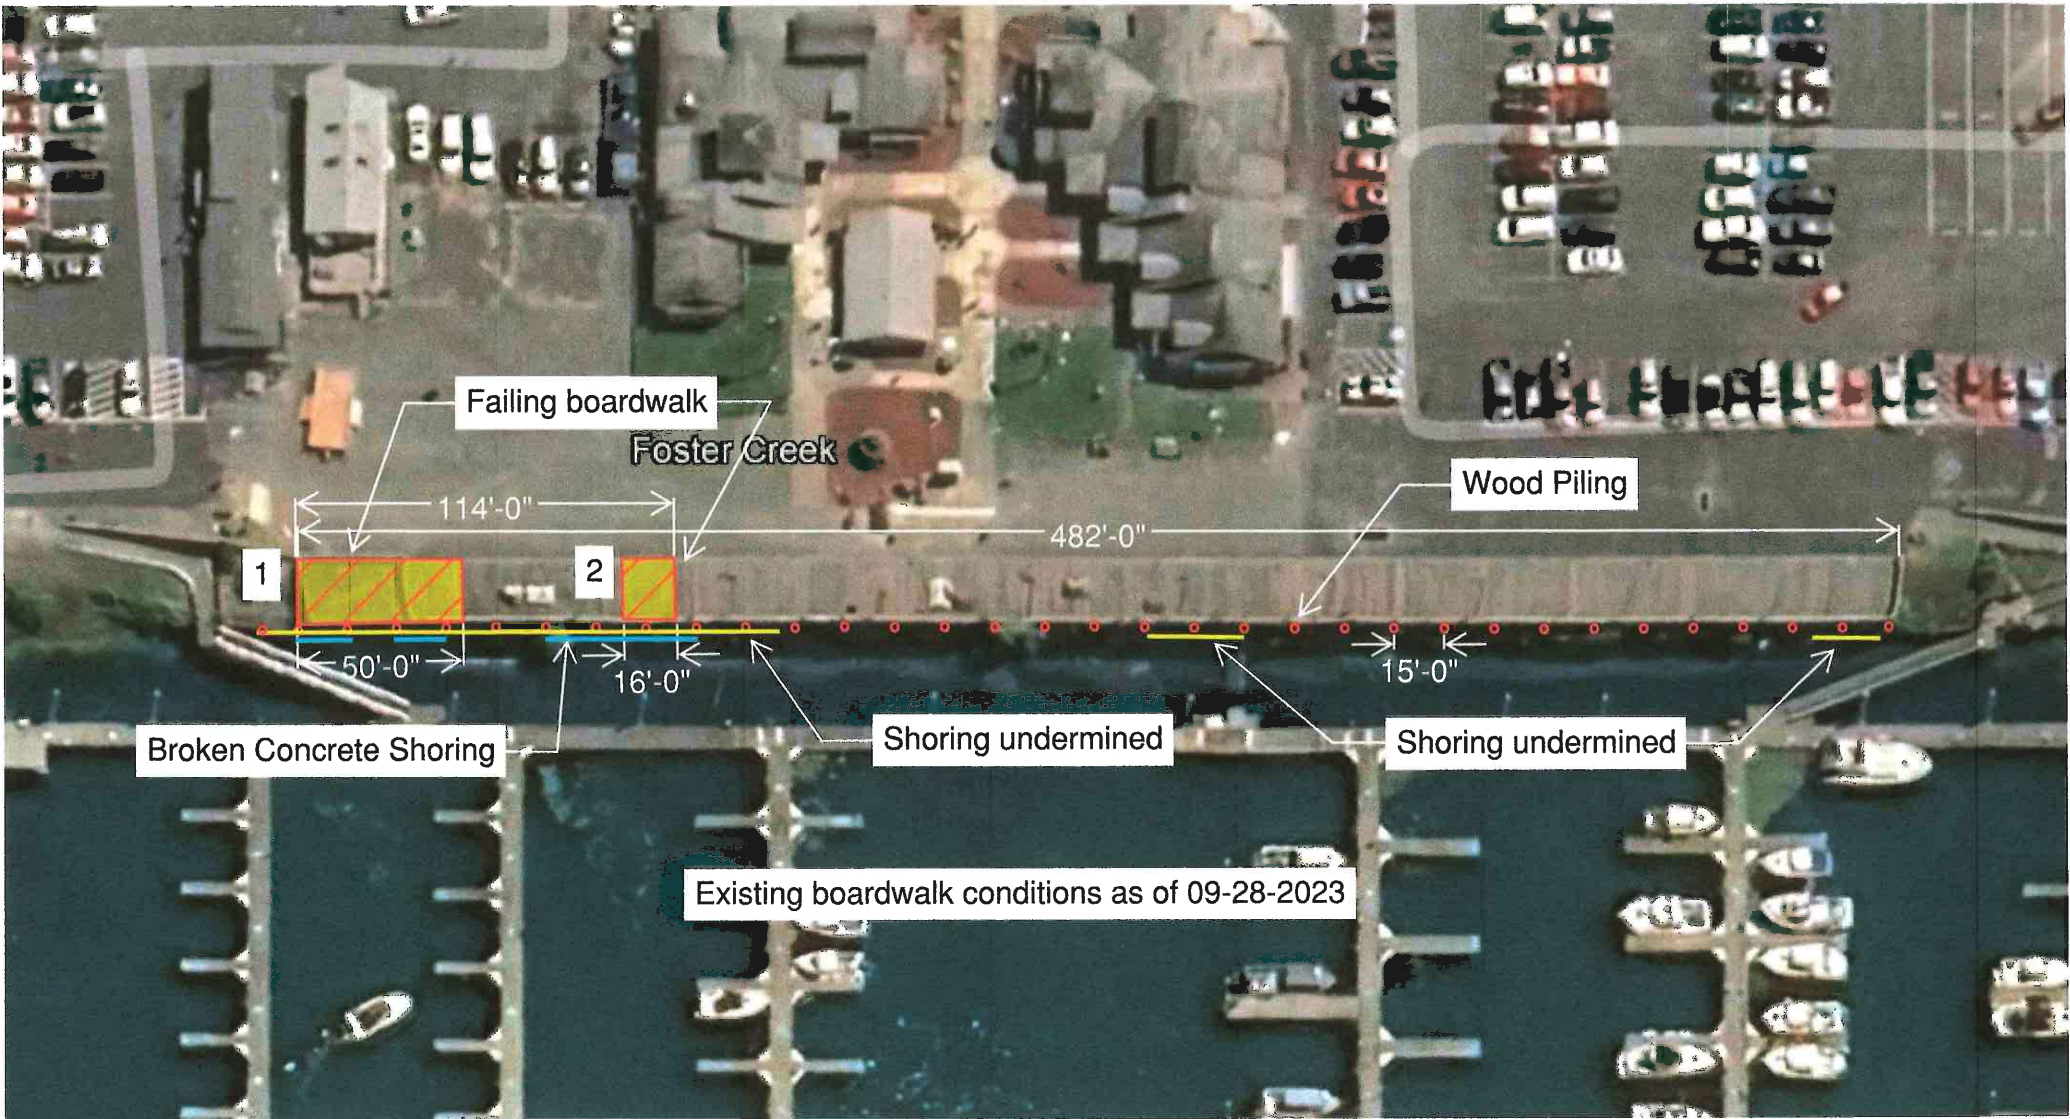 Failing boardwalk
Foster Creek
Wood Piling
114'-0"
482'-0"
1
2
50'-0"
16'-0"
15'-0"
Broken Concrete Shoring
Shoring undermined
Shoring undermined
Existing boardwalk conditions as of 09-28-2023